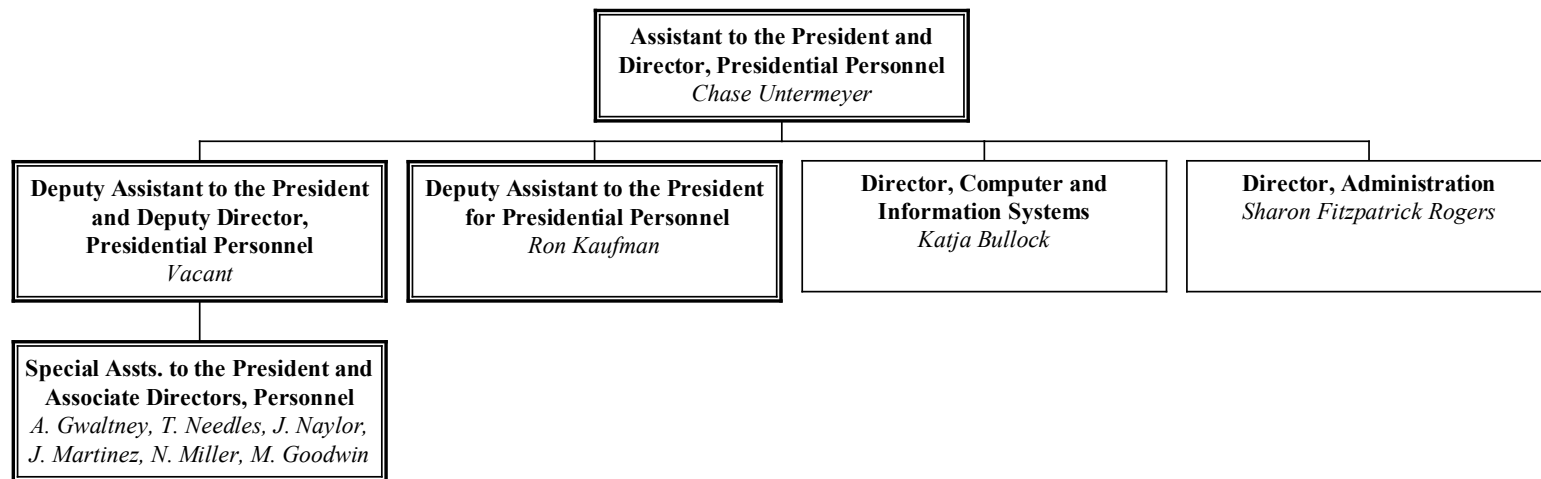 Assistant to the President and
Director, Presidential Personnel
Chase Untermeyer
Deputy Assistant to the President
and Deputy Director,
Presidential Personnel
Vacant
Deputy Assistant to the President
for Presidential Personnel
Ron Kaufman
Director, Computer and
Information Systems
Katja Bullock
Director, Administration
Sharon Fitzpatrick Rogers
Special Assts. to the President and
Associate Directors, Personnel
A. Gwaltney, T. Needles, J. Naylor,
J. Martinez, N. Miller, M. Goodwin